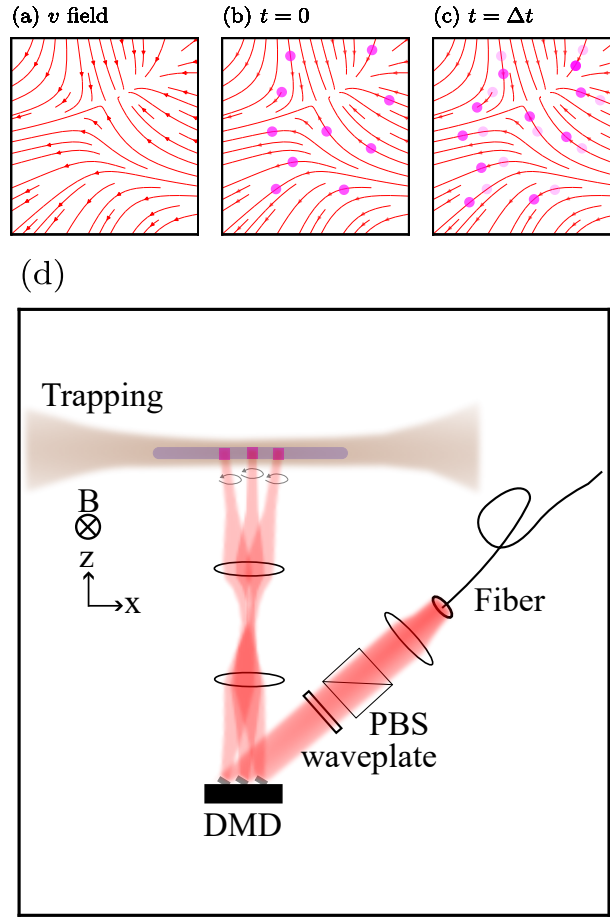 (a) v field
(b) t = 0
(c) t = Δt
(d)
Trapping
B
z
x
Fiber
PBS
waveplate
DMD